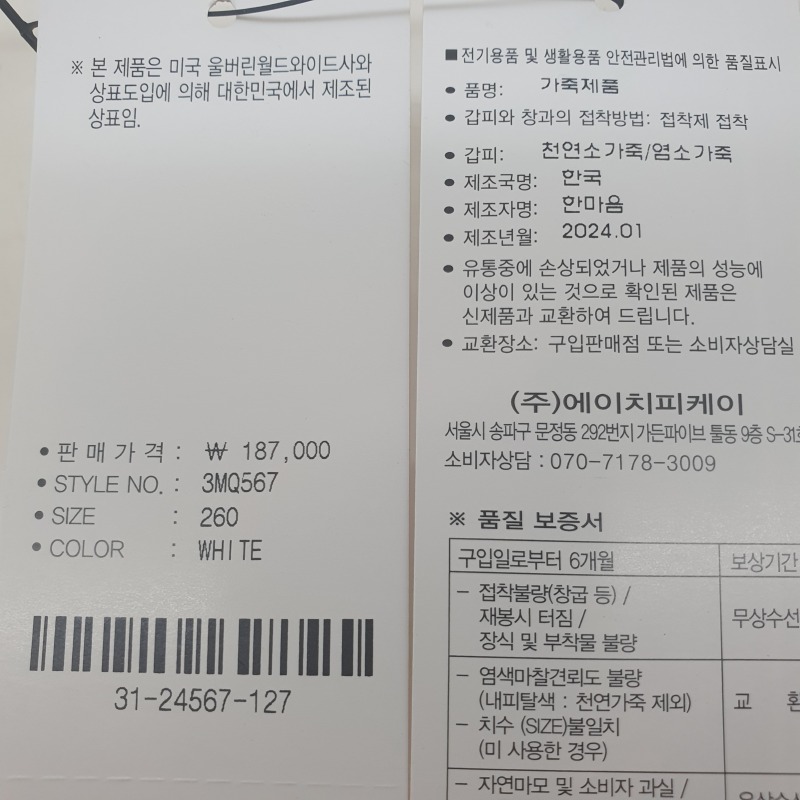 ※ 본 제품은 미국 울버린월드와이드사와
상표도입에 의해 대한민국에서 제조된
상표임.
• 판 매 가 격 : ₩ 187,000
• STYLE NO. : 3MQ567
• SIZE : 260
• COLOR : WHITE
31-24567-127
■ 전기용품 및 생활용품 안전관리법에 의한 품질표시
• 품명: 가죽제품
• 갑피와 창과의 접착방법: 접착제 접착
• 갑피: 천연소가죽/염소가죽
• 제조국명: 한국
• 제조자명: 한마음
• 제조년월: 2024.01
• 유통중에 손상되었거나 제품의 성능에
이상이 있는 것으로 확인된 제품은
신제품과 교환하여 드립니다.
• 교환장소: 구입판매점 또는 소비자상담실
(주)에이치피케이
서울시 송파구 문정동 292번지 가든파이브 툴동 9층 S-31호
소비자상담 : 070-7178-3009
※ 품질 보증서
구입일로부터 6개월 보상기간
- 접착불량(창굽 등) /
재봉시 터짐 /
장식 및 부착물 불량
무상수선
- 염색마찰견뢰도 불량
(내피탈색 : 천연가죽 제외)
- 치수 (SIZE)불일치
(미 사용한 경우)
교 환
- 자연마모 및 소비자 과실 /